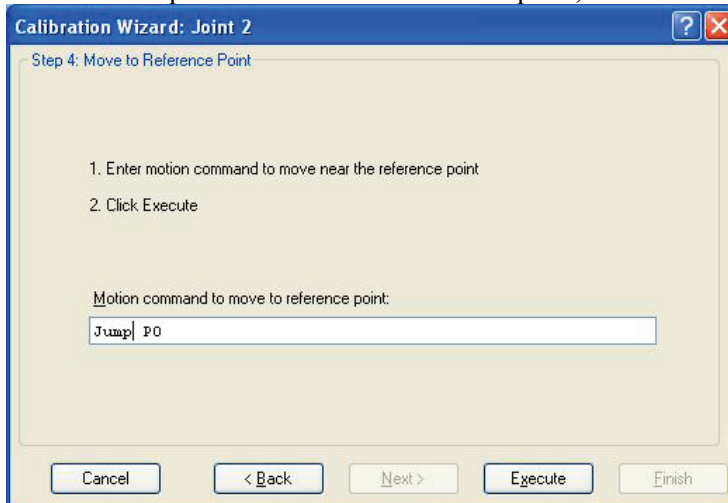 Calibration Wizard: Joint 2
Step 4: Move to Reference Point
1. Enter motion command to move near the reference point
2. Click Execute
Motion command to move to reference point:
Jump P0
Cancel < Back Next > Execute Finish